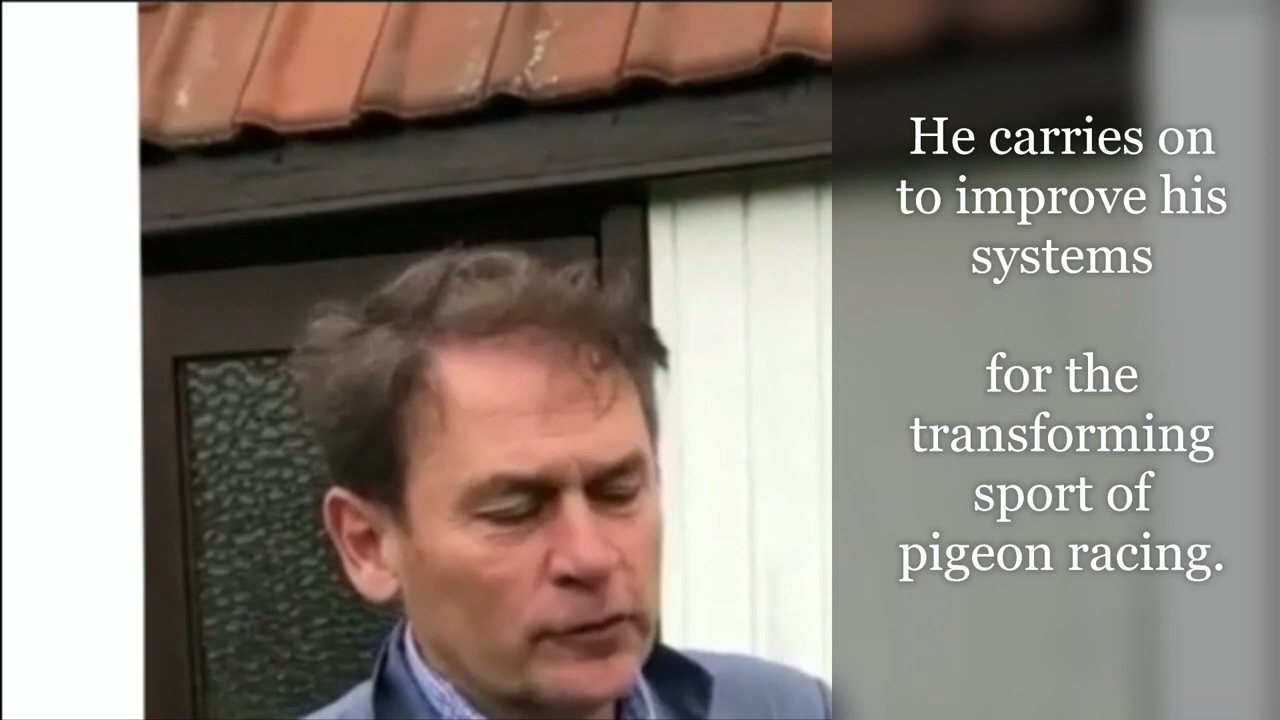 He carries on
to improve his
systems
for the
transforming
sport of
pigeon racing.